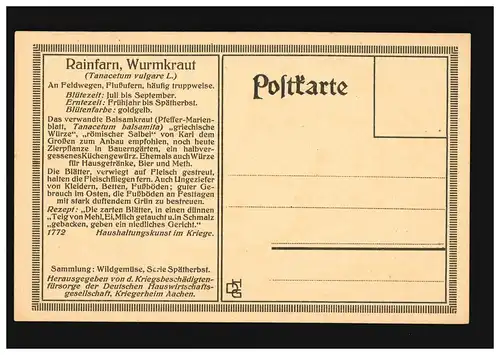 Rainfarn, Wurmkraut
(Tanacetum vulgare L.)
An Feldwegen, Flußufern, häufig truppweise.
Blütezeit: Juli bis September.
Erntezeit: Frühjahr bis Spätherbst.
Blütenfarbe: goldgelb.
Das verwandte Balsamkraut (Pfeffer-Marien-
blatt, Tanacetum balsamita) „griechische
Würze", „römischer Salbei" von Karl dem
Großen zum Anbau empfohlen, noch heute
Zierpflanze in Bauerngärten, ein halbver-
gessenes Küchengewürz. Ehemals auch Würze
für Hausgetränke, Bier und Meth.
Die Blätter, verwiegt auf Fleisch gestreut,
halten die Fleischfliegen fern. Auch Ungeziefer
von Kleidern, Betten, Fußböden; guter Ge-
brauch im Osten, die Fußböden an Festtagen
mit stark duftendem Grün zu bestreuen.
Rezept: „Die zarten Blätter, in einen dünnen
„Teig von Mehl, Ei, Milch getaucht u. in Schmalz
„gebacken, geben ein niedliches Gericht."
1772 Haushaltungskunst im Kriege.
Sammlung: Wildgemüse, Serie Spätherbst.
Herausgegeben von d. Kriegsbeschädigten-
fürsorge der Deutschen Hauswirtschafts-
gesellschaft, Kriegerheim Aachen.
Postkarte
DHG